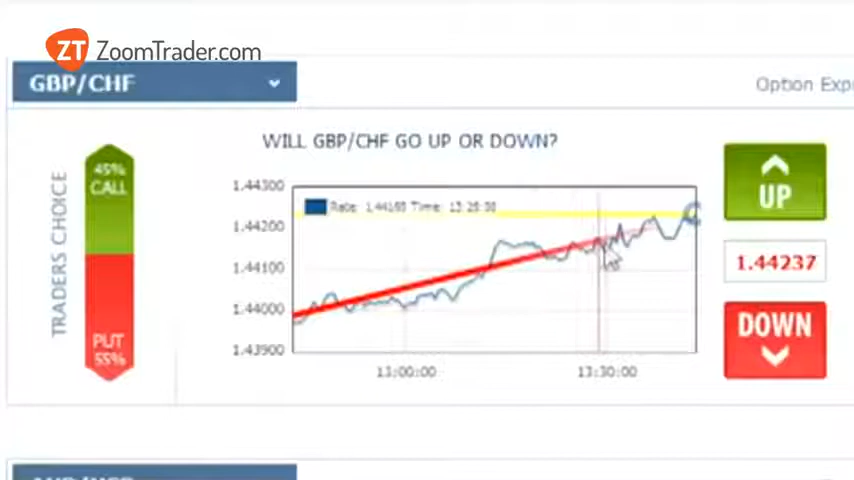 ZT ZoomTrader.com
GBP/CHF
Option Exp
WILL GBP/CHF GO UP OR DOWN?
TRADERS CHOICE
45%
CALL
PUT
55%
1.44300
1.44200
1.44100
1.44000
1.43900
Rate: Time:
13:00:00
13:30:00
UP
1.44237
DOWN